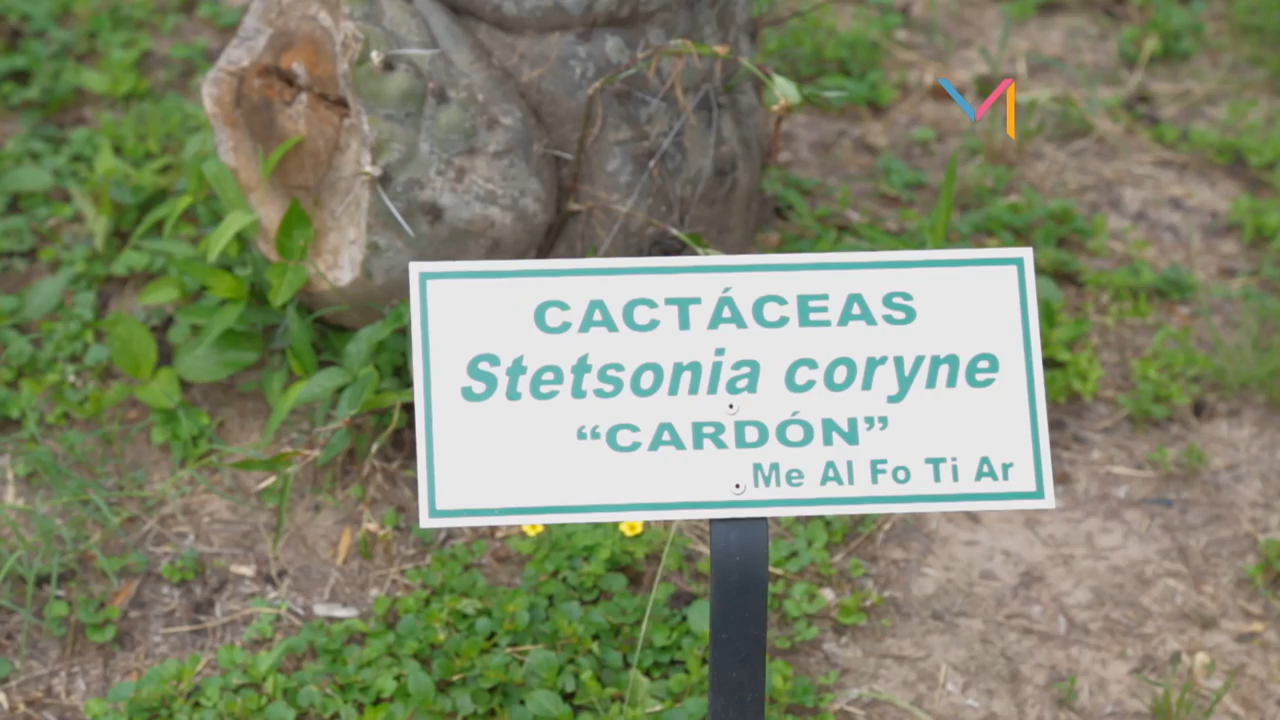 CACTÁCEAS
Stetsonia coryne
“CARDÓN”
Me Al Fo Ti Ar